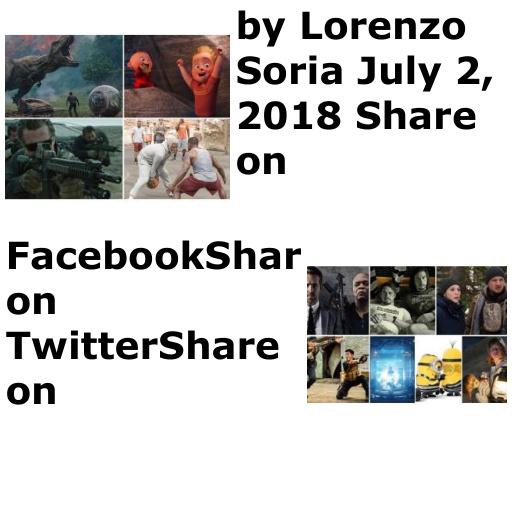 by Lorenzo
Soria July 2,
2018 Share
on
FacebookShar
on
TwitterShare
on